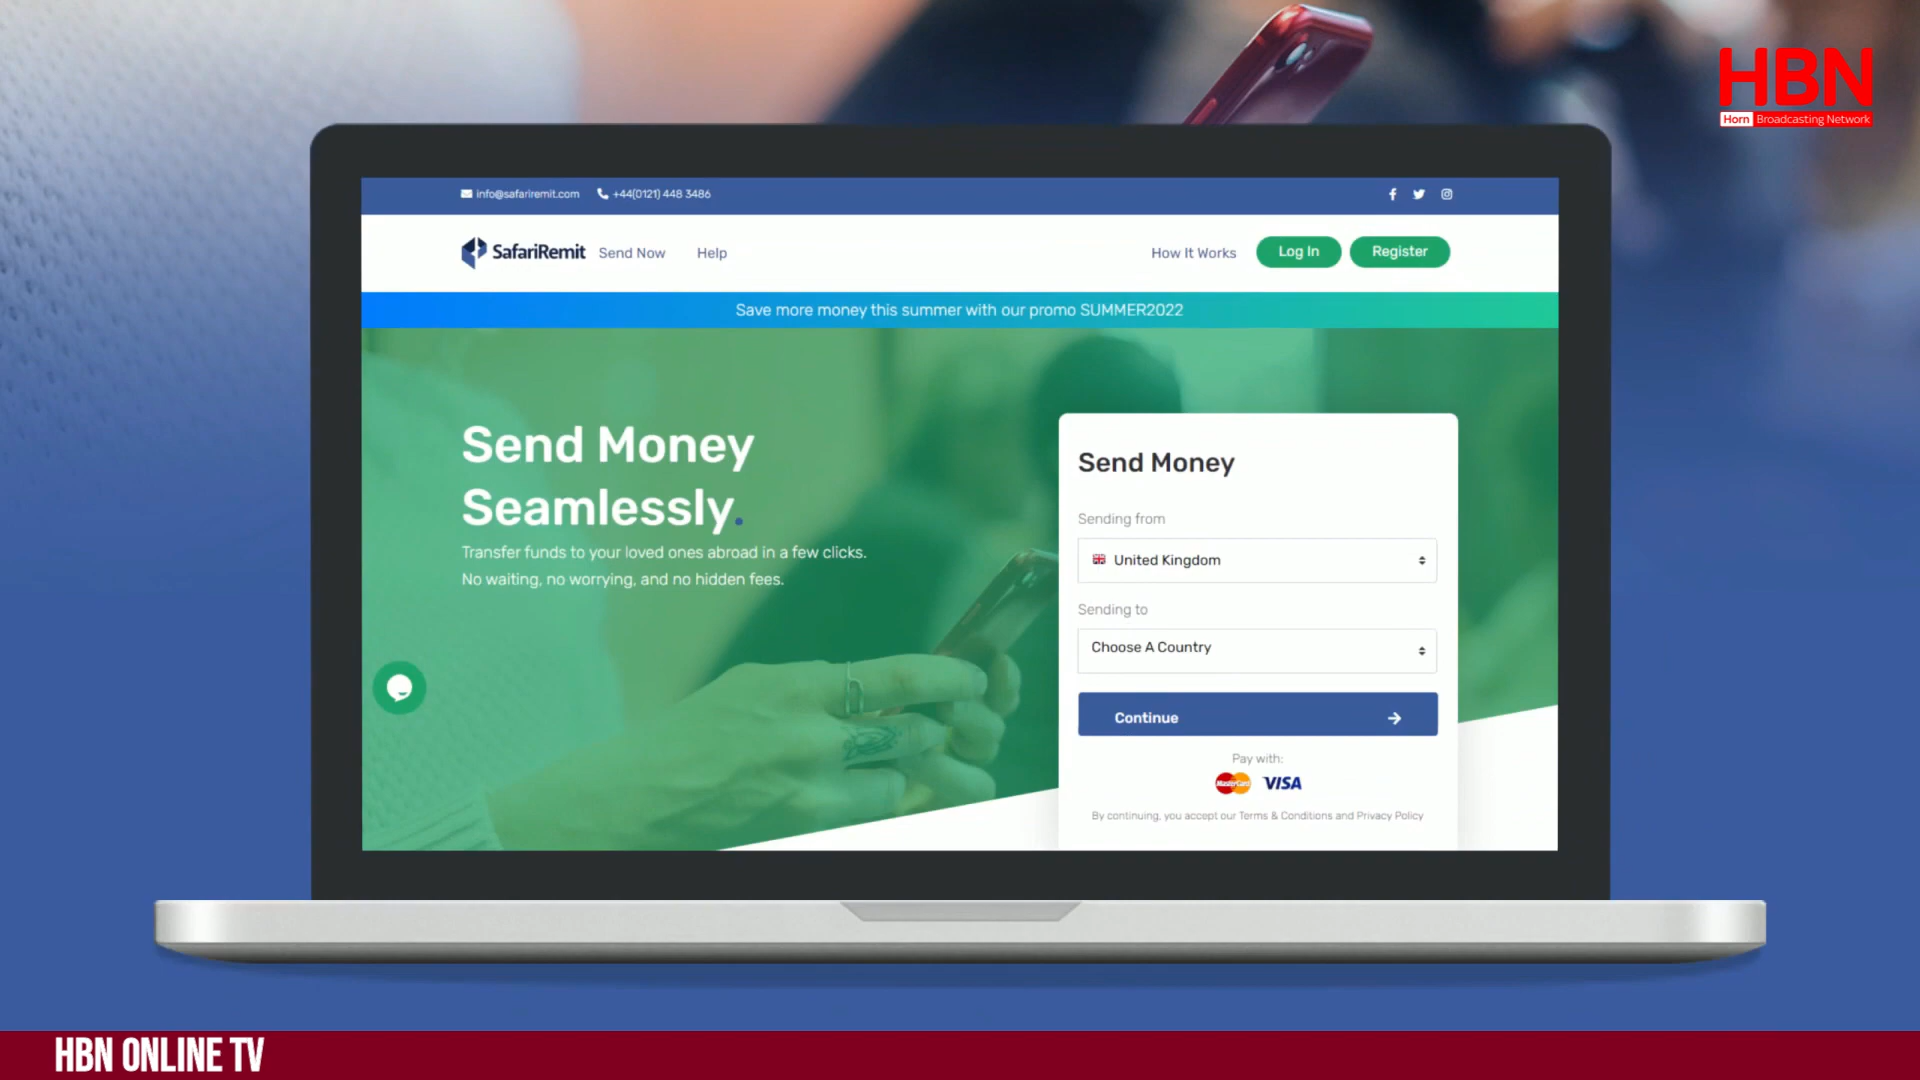 HBN
Horn Broadcasting Network
info@safariremit.com +44(0121) 448 3486
SafariRemit Send Now Help How It Works Log In Register
Save more money this summer with our promo SUMMER2022
Send Money
Seamlessly.
Transfer funds to your loved ones abroad in a few clicks.
No waiting, no worrying, and no hidden fees.
Send Money
Sending from
United Kingdom
Sending to
Choose A Country
Continue
Pay with:
MasterCard VISA
By continuing, you accept our Terms & Conditions and Privacy Policy
HBN ONLINE TV